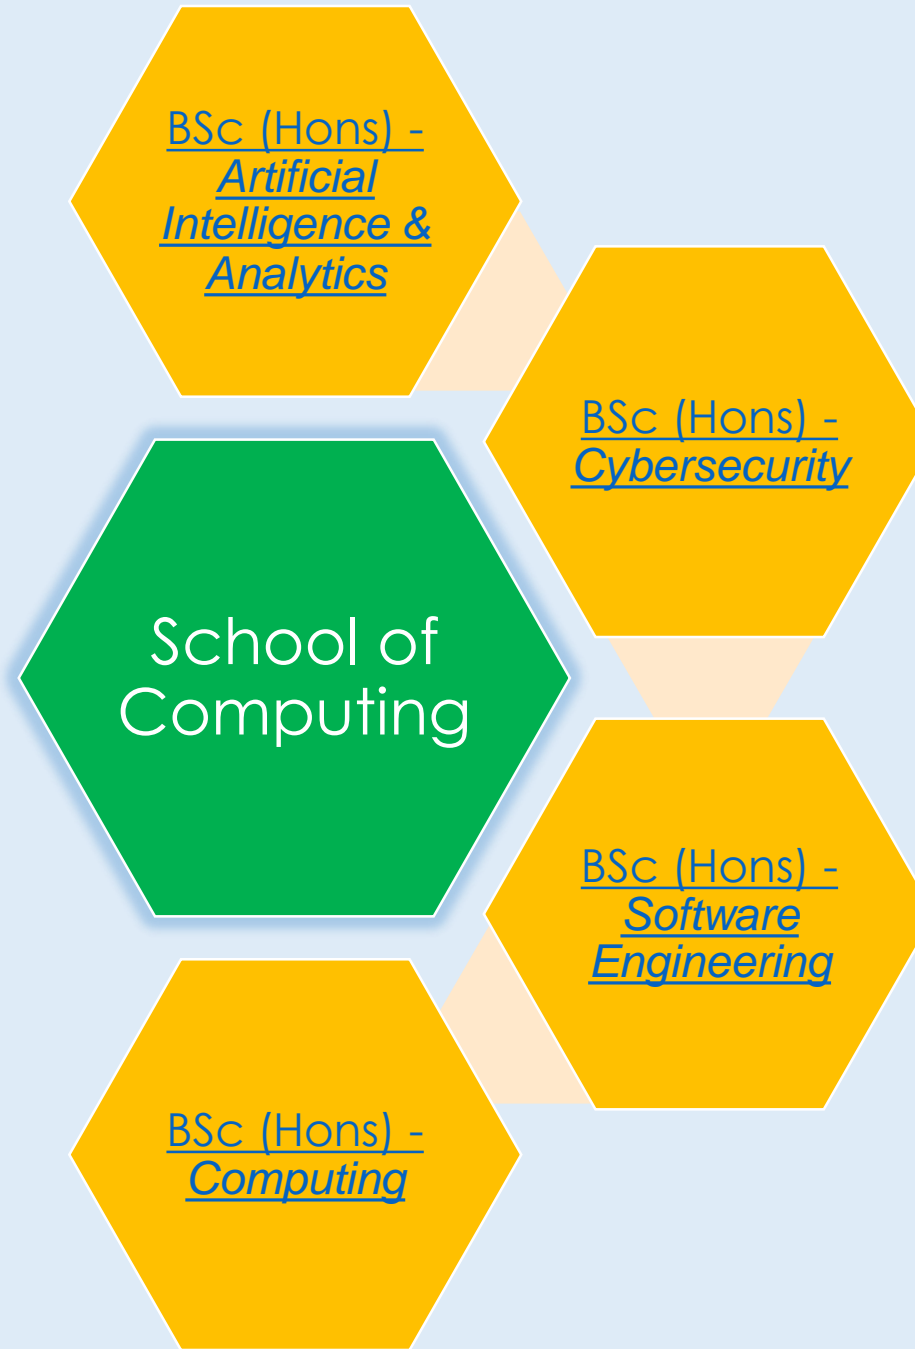 BSc (Hons) -
Artificial
Intelligence &
Analytics
BSc (Hons) -
Cybersecurity
School of
Computing
BSc (Hons) -
Software
Engineering
BSc (Hons) -
Computing